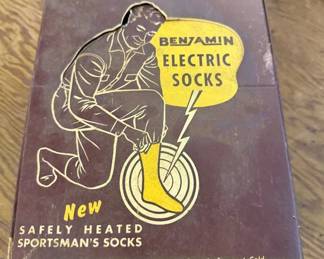 BENJAMIN
ELECTRIC
SOCKS
New
SAFELY HEATED
SPORTSMAN'S SOCKS